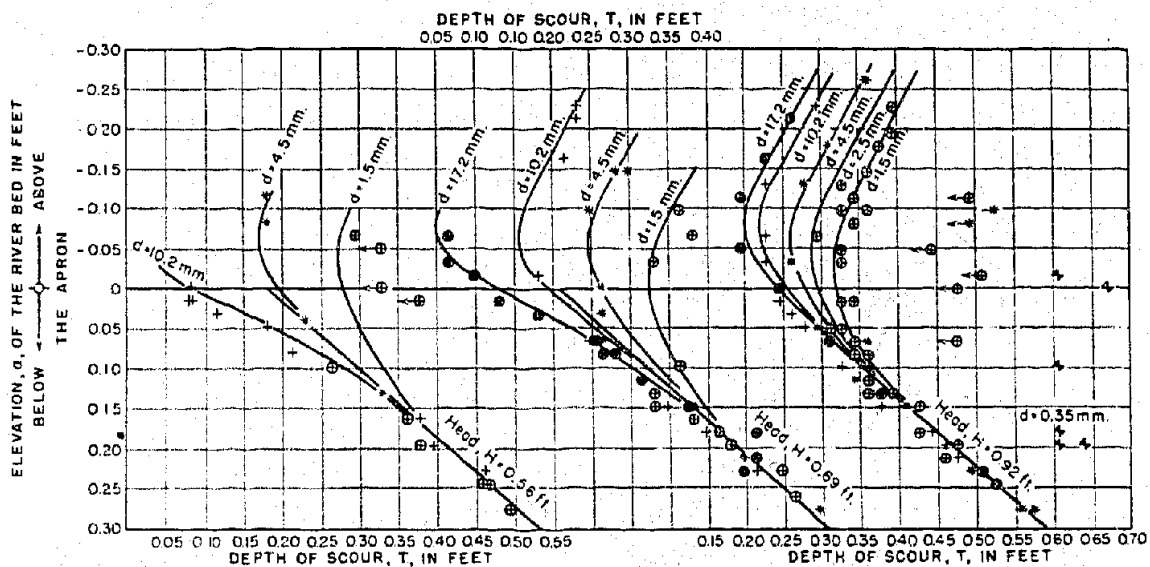 DEPTH OF SCOUR, T, IN FEET
0.05 0.10 0.10 0.20 0.25 0.30 0.35 0.40
ELEVATION, a, OF THE RIVER BED IN FEET
BELOW ABOVE
THE APRON
-0.30
-0.25
-0.20
-0.15
-0.10
-0.05
0
0.05
0.10
0.15
0.20
0.25
0.30
d=10.2 mm.
d=4.5 mm.
d=1.5 mm.
d=17.2 mm.
d=10.2 mm.
d=4.5 mm.
d=1.5 mm.
d=17.2 mm.
d=10.2 mm.
d=4.5 mm.
d=2.5 mm.
d=1.5 mm.
d=0.35 mm.
Head, H=0.56 ft.
Head, H=0.69 ft.
Head, H=0.92 ft.
0.05 0.10 0.15 0.20 0.25 0.30 0.35 0.40 0.45 0.50 0.55
DEPTH OF SCOUR, T, IN FEET
0.15 0.20 0.25 0.30 0.35 0.40 0.45 0.50 0.55 0.60 0.65 0.70
DEPTH OF SCOUR, T, IN FEET